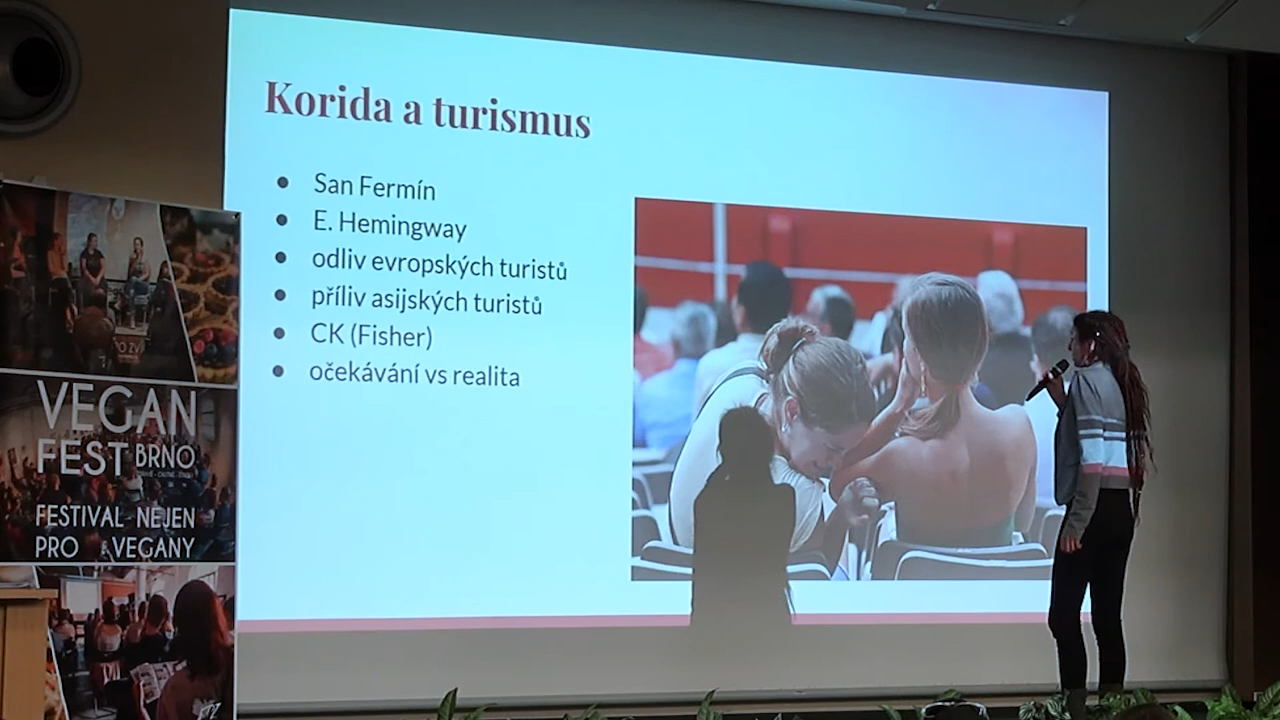 Korida a turismus
● San Fermín
● E. Hemingway
● odliv evropských turistů
● příliv asijských turistů
● CK (Fisher)
● očekávání vs realita
VEGAN
FEST BRNO
FESTIVAL NEJEN
PRO VEGANY